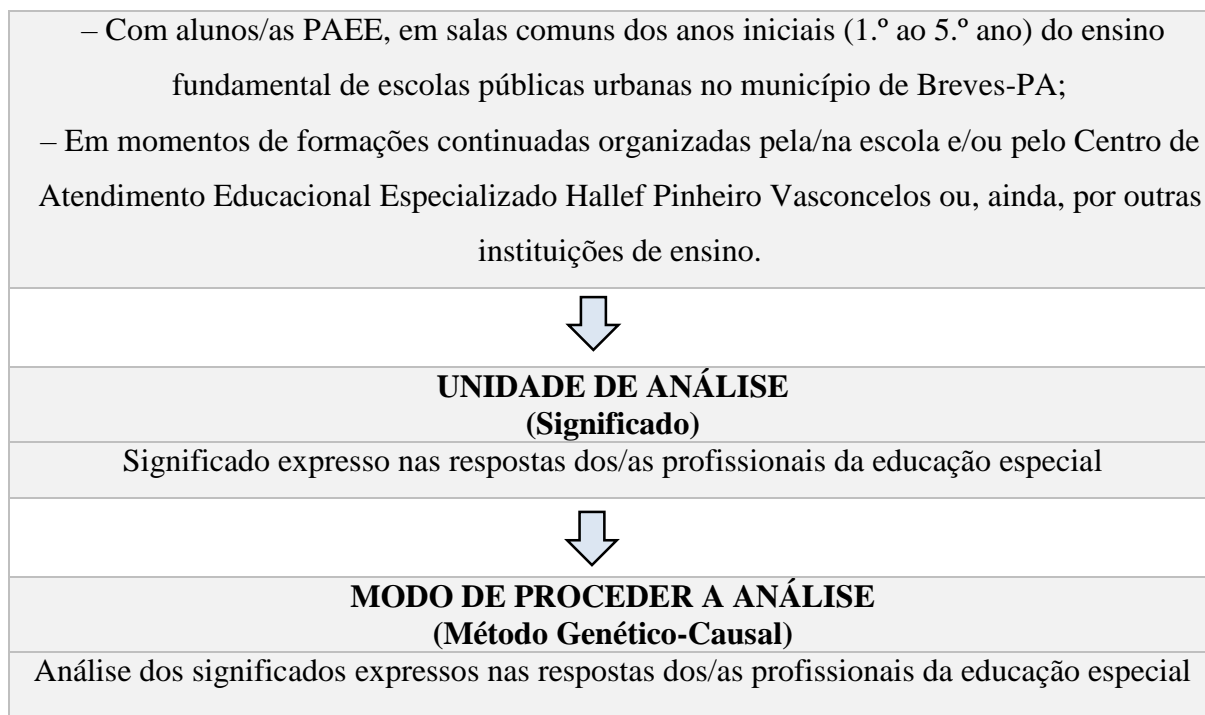 – Com alunos/as PAEE, em salas comuns dos anos iniciais (1.º ao 5.º ano) do ensino
fundamental de escolas públicas urbanas no município de Breves-PA;
– Em momentos de formações continuadas organizadas pela/na escola e/ou pelo Centro de
Atendimento Educacional Especializado Hallef Pinheiro Vasconcelos ou, ainda, por outras
instituições de ensino.
UNIDADE DE ANÁLISE
(Significado)
Significado expresso nas respostas dos/as profissionais da educação especial
MODO DE PROCEDER A ANÁLISE
(Método Genético-Causal)
Análise dos significados expressos nas respostas dos/as profissionais da educação especial